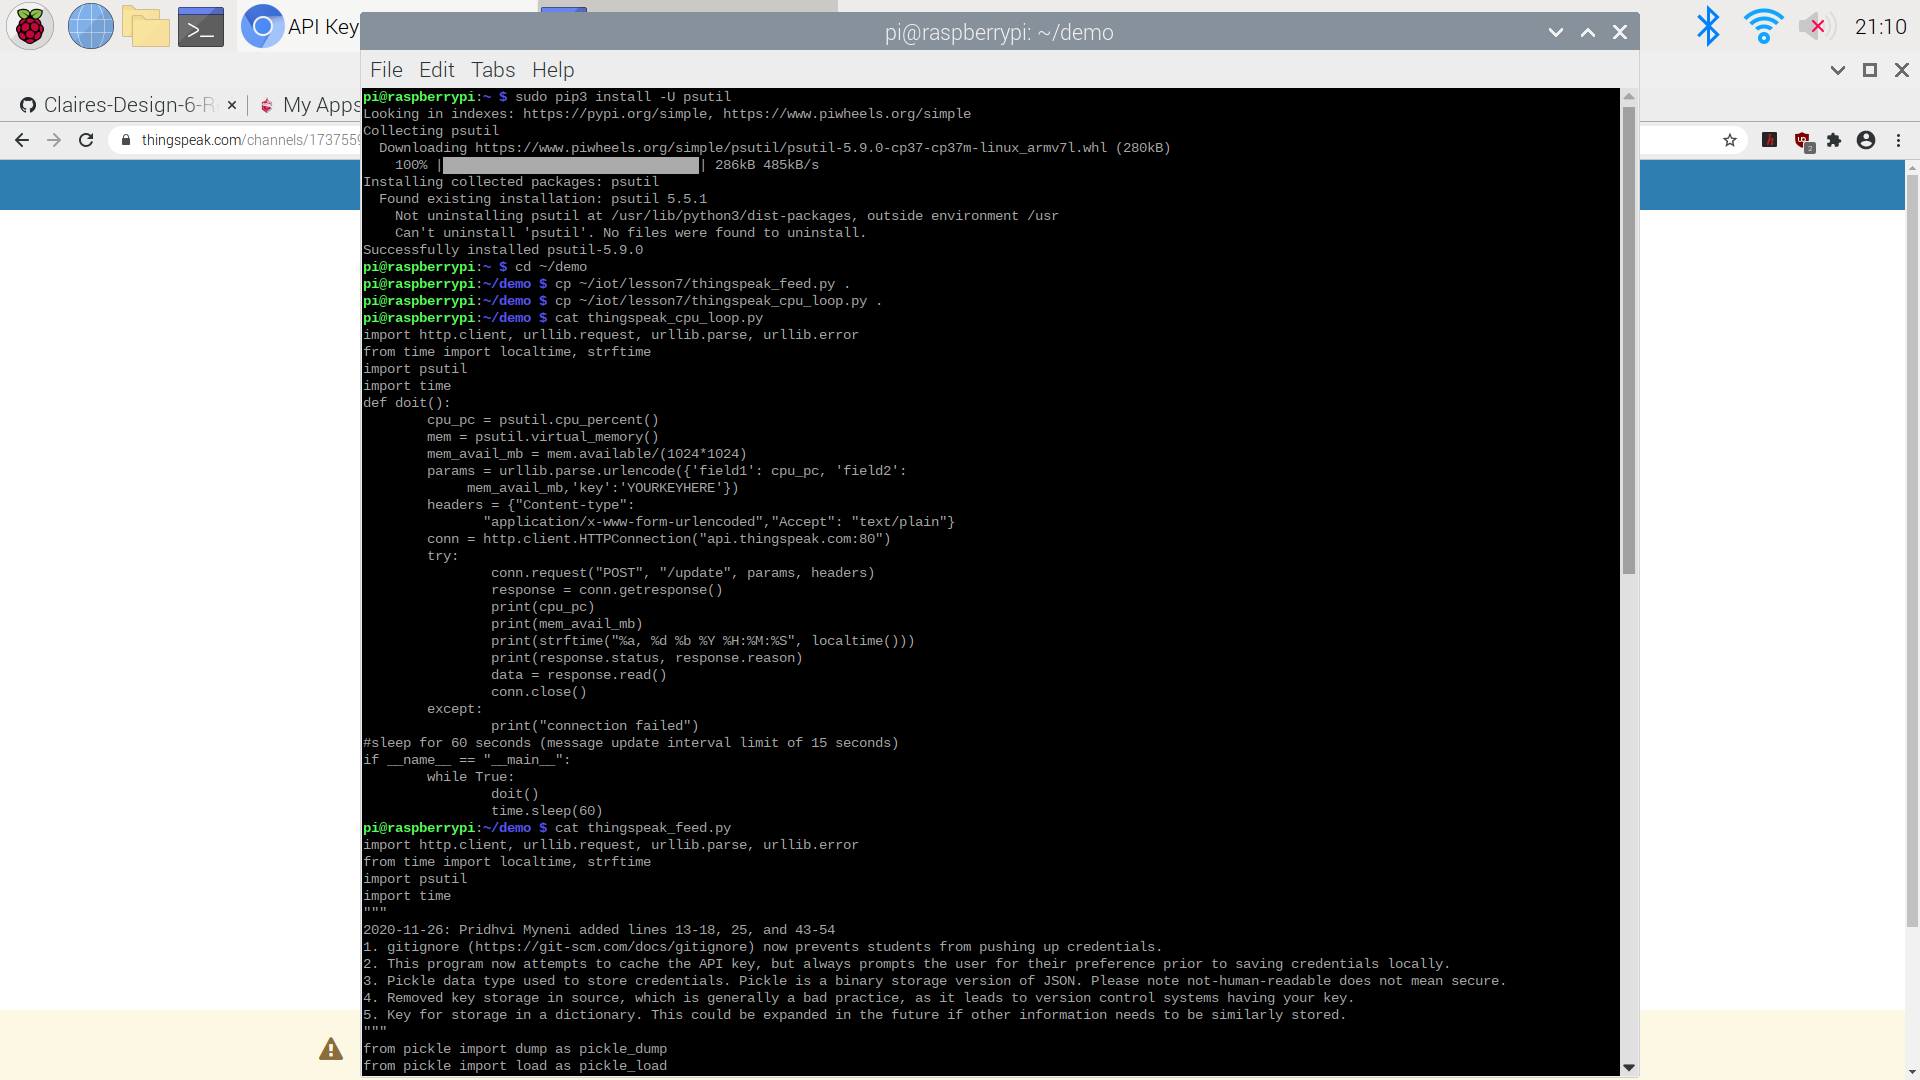 API Key
pi@raspberrypi: ~/demo
21:10
File Edit Tabs Help
Claires-Design-6-R
My Apps
thingspeak.com/channels/1737559
2
pi@raspberrypi:~ $ sudo pip3 install -U psutil
Looking in indexes: https://pypi.org/simple, https://www.piwheels.org/simple
Collecting psutil
  Downloading https://www.piwheels.org/simple/psutil/psutil-5.9.0-cp37-cp37m-linux_armv7l.whl (280kB)
    100% |                                | 286kB 485kB/s
Installing collected packages: psutil
  Found existing installation: psutil 5.5.1
    Not uninstalling psutil at /usr/lib/python3/dist-packages, outside environment /usr
    Can't uninstall 'psutil'. No files were found to uninstall.
Successfully installed psutil-5.9.0
pi@raspberrypi:~ $ cd ~/demo
pi@raspberrypi:~/demo $ cp ~/iot/lesson7/thingspeak_feed.py .
pi@raspberrypi:~/demo $ cp ~/iot/lesson7/thingspeak_cpu_loop.py .
pi@raspberrypi:~/demo $ cat thingspeak_cpu_loop.py
import http.client, urllib.request, urllib.parse, urllib.error
from time import localtime, strftime
import psutil
import time
def doit():
        cpu_pc = psutil.cpu_percent()
        mem = psutil.virtual_memory()
        mem_avail_mb = mem.available/(1024*1024)
        params = urllib.parse.urlencode({'field1': cpu_pc, 'field2':
             mem_avail_mb,'key':'YOURKEYHERE'})
        headers = {"Content-type":
               "application/x-www-form-urlencoded","Accept": "text/plain"}
        conn = http.client.HTTPConnection("api.thingspeak.com:80")
        try:
                conn.request("POST", "/update", params, headers)
                response = conn.getresponse()
                print(cpu_pc)
                print(mem_avail_mb)
                print(strftime("%a, %d %b %Y %H:%M:%S", localtime()))
                print(response.status, response.reason)
                data = response.read()
                conn.close()
        except:
                print("connection failed")
#sleep for 60 seconds (message update interval limit of 15 seconds)
if __name__ == "__main__":
        while True:
                doit()
                time.sleep(60)
pi@raspberrypi:~/demo $ cat thingspeak_feed.py
import http.client, urllib.request, urllib.parse, urllib.error
from time import localtime, strftime
import psutil
import time
"""
2020-11-26: Pridhvi Myneni added lines 13-18, 25, and 43-54
1. gitignore (https://git-scm.com/docs/gitignore) now prevents students from pushing up credentials.
2. This program now attempts to cache the API key, but always prompts the user for their preference prior to saving credentials locally.
3. Pickle data type used to store credentials. Pickle is a binary storage version of JSON. Please note not-human-readable does not mean secure.
4. Removed key storage in source, which is generally a bad practice, as it leads to version control systems having your key.
5. Key for storage in a dictionary. This could be expanded in the future if other information needs to be similarly stored.
"""
from pickle import dump as pickle_dump
from pickle import load as pickle_load